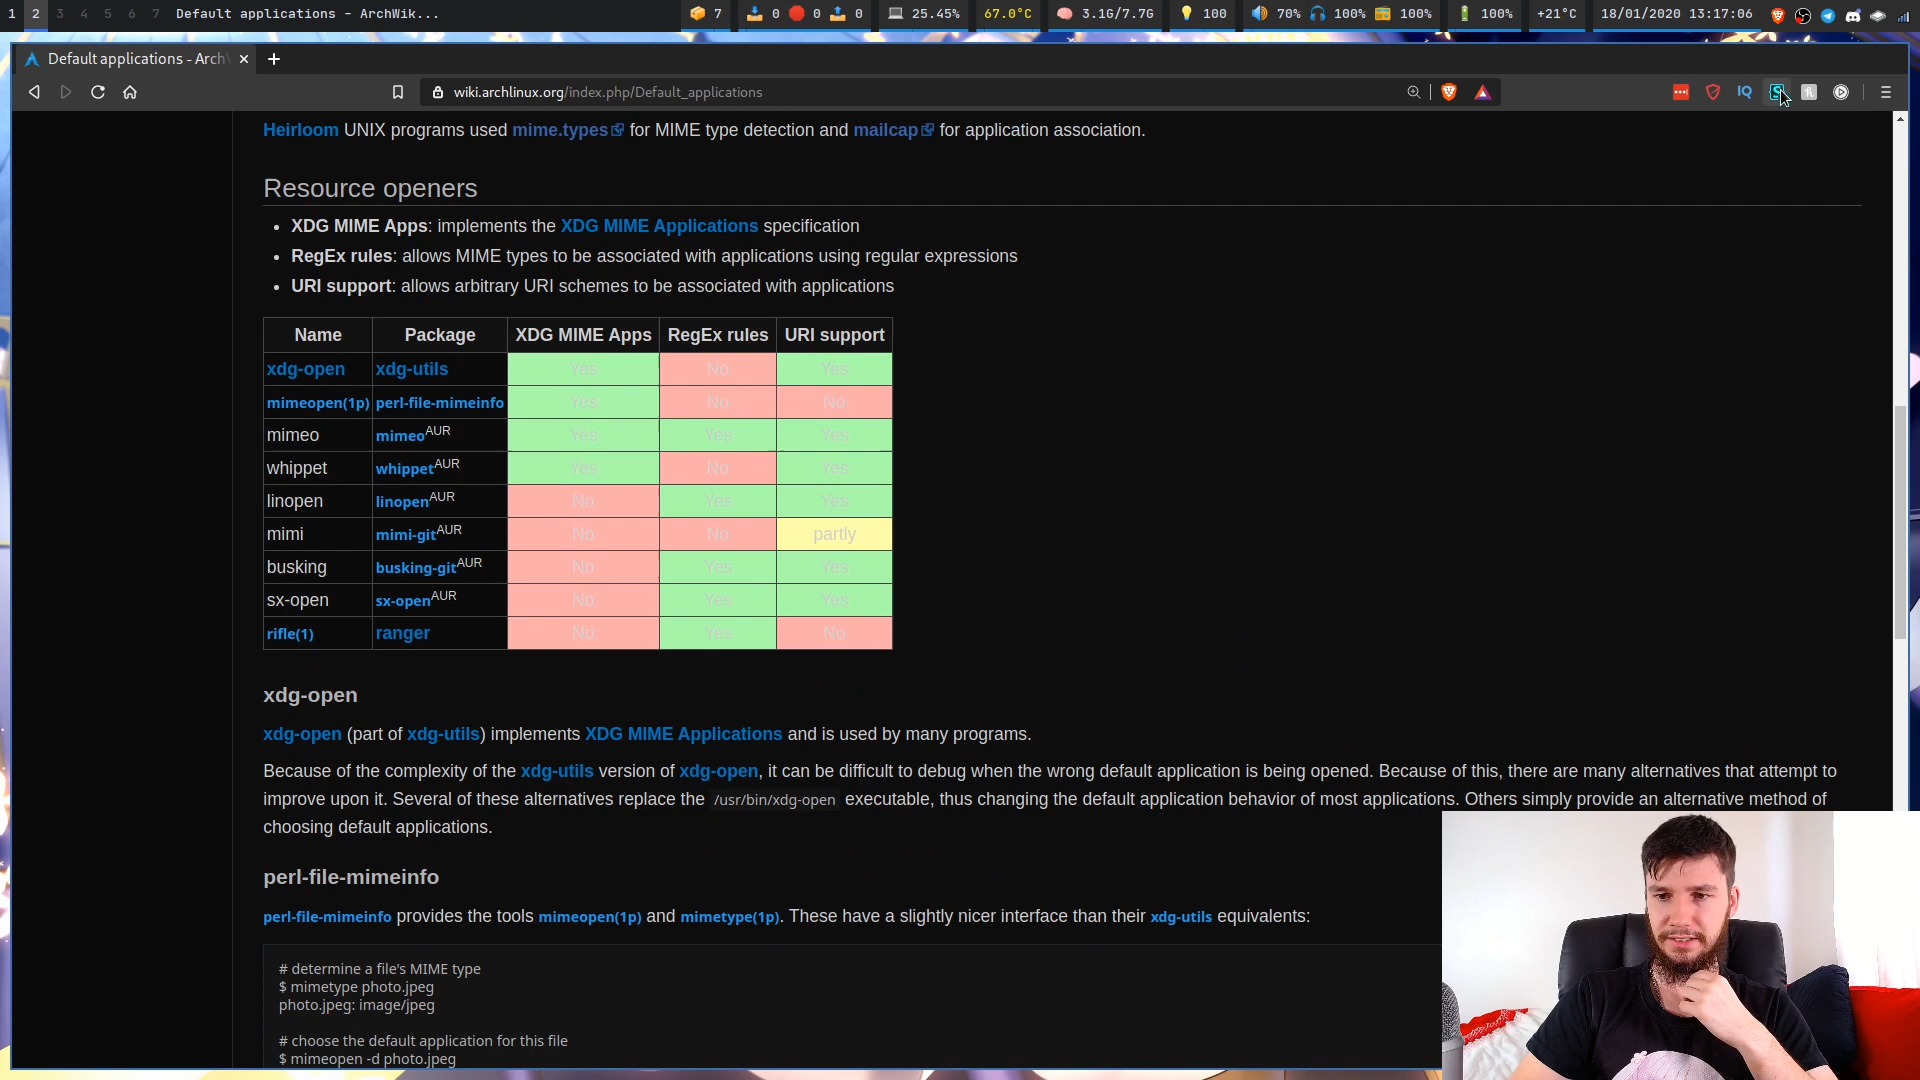 1 2 3 4 5 6 7 Default applications – ArchWik... 7 0 0 0 25.45% 67.0°C 3.1G/7.7G 100 70% 100% 100% 100% +21°C 18/01/2020 13:17:06
Default applications - Arch
wiki.archlinux.org/index.php/Default_applications IQ
Heirloom UNIX programs used mime.types for MIME type detection and mailcap for application association.
Resource openers
• XDG MIME Apps: implements the XDG MIME Applications specification
• RegEx rules: allows MIME types to be associated with applications using regular expressions
• URI support: allows arbitrary URI schemes to be associated with applications
Name Package XDG MIME Apps RegEx rules URI support
xdg-open xdg-utils Yes No Yes
mimeopen(1p) perl-file-mimeinfo Yes No No
mimeo mimeoAUR Yes Yes Yes
whippet whippetAUR Yes No Yes
linopen linopenAUR No Yes Yes
mimi mimi-gitAUR No No partly
busking busking-gitAUR No Yes Yes
sx-open sx-openAUR No Yes Yes
rifle(1) ranger No Yes No
xdg-open
xdg-open (part of xdg-utils) implements XDG MIME Applications and is used by many programs.
Because of the complexity of the xdg-utils version of xdg-open, it can be difficult to debug when the wrong default application is being opened. Because of this, there are many alternatives that attempt to
improve upon it. Several of these alternatives replace the /usr/bin/xdg-open executable, thus changing the default application behavior of most applications. Others simply provide an alternative method of
choosing default applications.
perl-file-mimeinfo
perl-file-mimeinfo provides the tools mimeopen(1p) and mimetype(1p). These have a slightly nicer interface than their xdg-utils equivalents:
# determine a file's MIME type
$ mimetype photo.jpeg
photo.jpeg: image/jpeg
# choose the default application for this file
$ mimeopen -d photo.jpeg